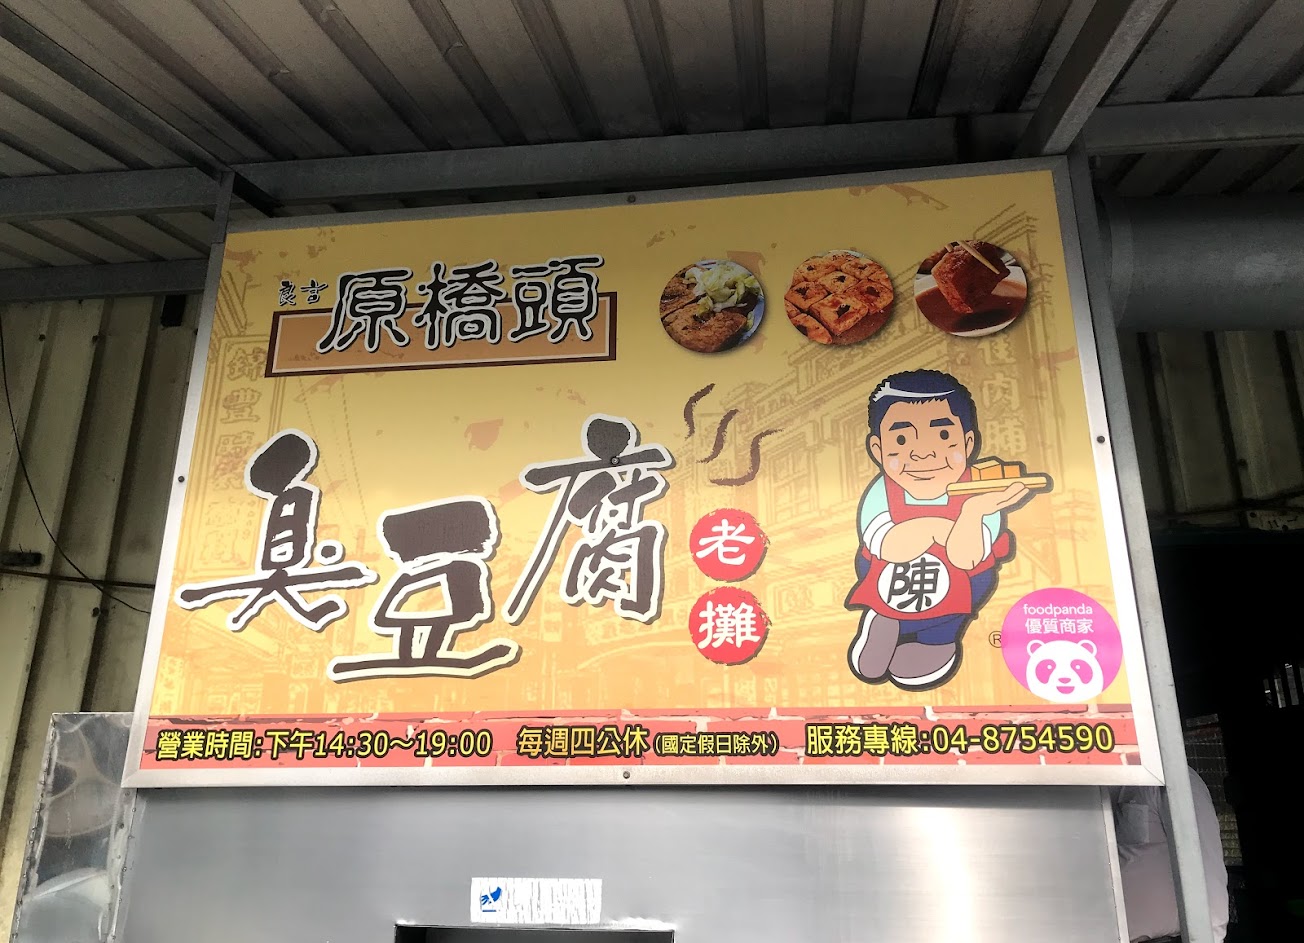 原橋頭
臭豆腐
老攤
陳
®
foodpanda
優質商家
營業時間:下午14:30～19:00 每週四公休(國定假日除外) 服務專線:04-8754590